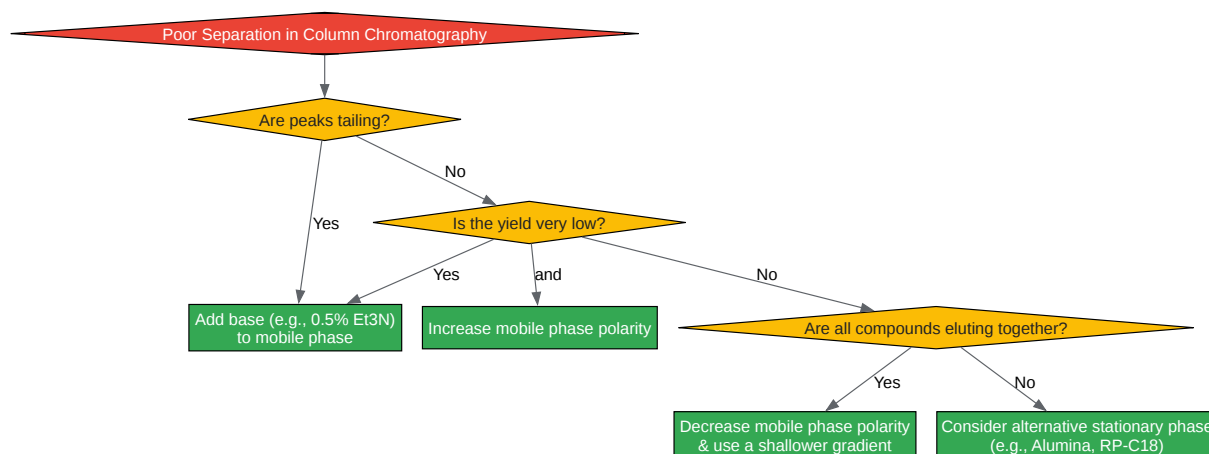 Poor Separation in Column Chromatography
Are peaks tailing?
No
Yes
Is the yield very low?
Yes
and
No
Add base (e.g., 0.5% Et3N)
to mobile phase
Increase mobile phase polarity
Are all compounds eluting together?
Yes
No
Decrease mobile phase polarity
& use a shallower gradient
Consider alternative stationary phase
(e.g., Alumina, RP-C18)